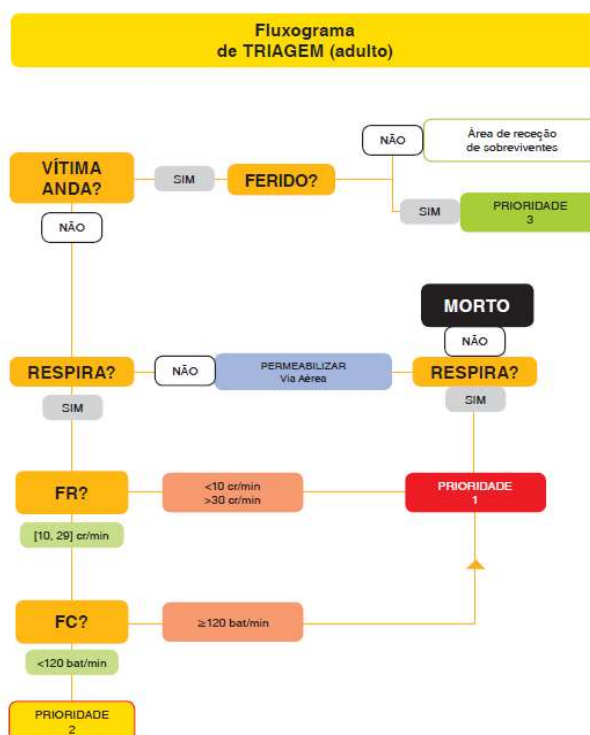 Fluxograma
de TRIAGEM (adulto)
NÃO
Área de receção
de sobreviventes
VÍTIMA
ANDA?
SIM
FERIDO?
NÃO
SIM
PRIORIDADE
3
MORTO
NÃO
RESPIRA?
NÃO
PERMEABILIZAR
Via Aérea
RESPIRA?
SIM
SIM
FR?
<10 cr/min
>30 cr/min
PRIORIDADE
1
[10, 29] cr/min
FC?
≥120 bat/min
<120 bat/min
PRIORIDADE
2